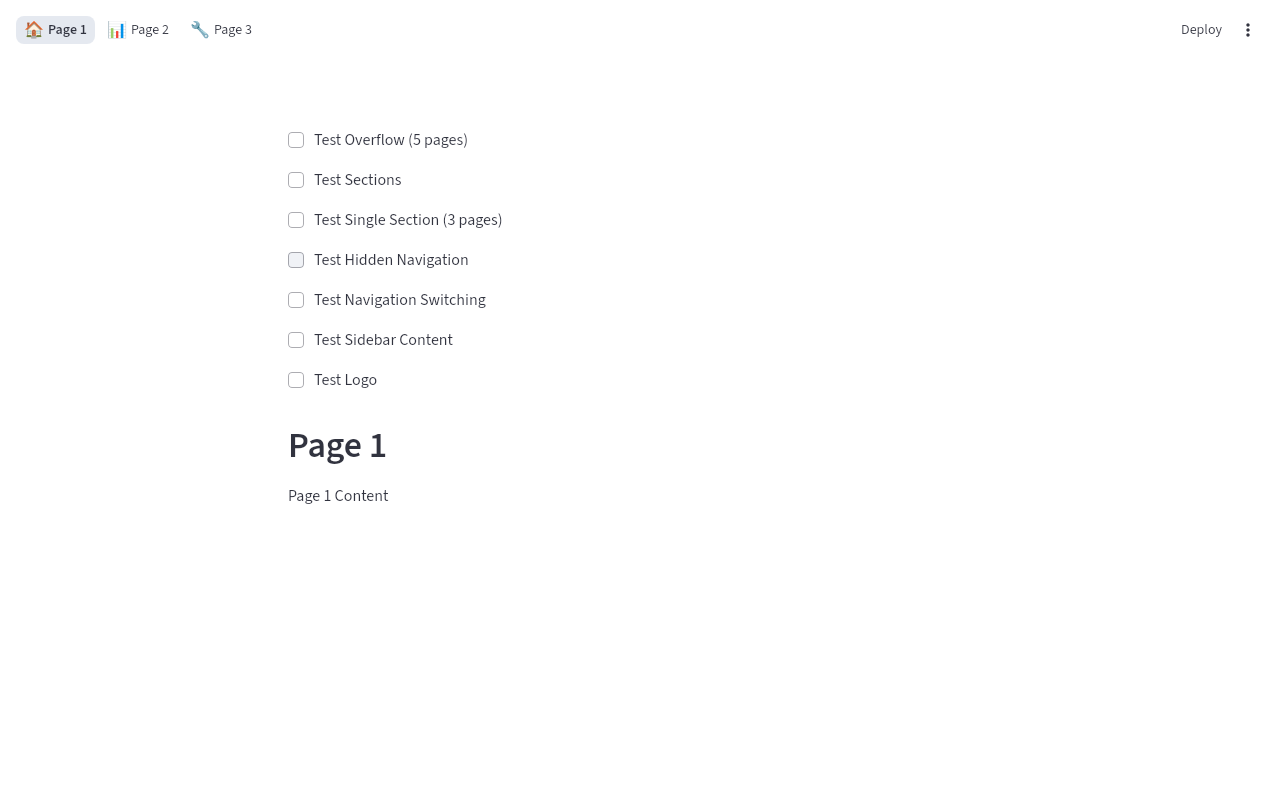 Page 1
Page 2
Page 3
Deploy
Test Overflow (5 pages)
Test Sections
Test Single Section (3 pages)
Test Hidden Navigation
Test Navigation Switching
Test Sidebar Content
Test Logo
Page 1
Page 1 Content